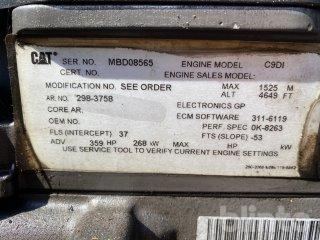 CAT SER NO. MBD08565 ENGINE MODEL C9DI
CERT. NO. ENGINE SALES MODEL:
MODIFICATION NO. SEE ORDER MAX 1525 M
ALT 4649 FT
AR. NO. 298-3758 ELECTRONICS GP
CORE AR. ECM SOFTWARE 311-6119
OEM NO. PERF. SPEC 0K-8263
FLS (INTERCEPT) 37 FTS (SLOPE) -53
ADV 359 HP 268 kW MAX HP kW
USE SERVICE TOOL TO VERIFY CURRENT ENGINE SETTINGS